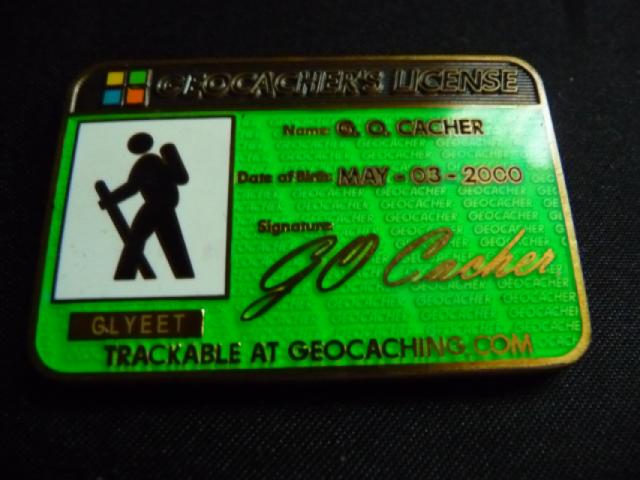 GEOCACHER'S LICENSE
Name: G. O. CACHER
Date of Birth: MAY - 03 - 2000
Signature:
GO Cacher
GLYEET
TRACKABLE AT GEOCACHING.COM